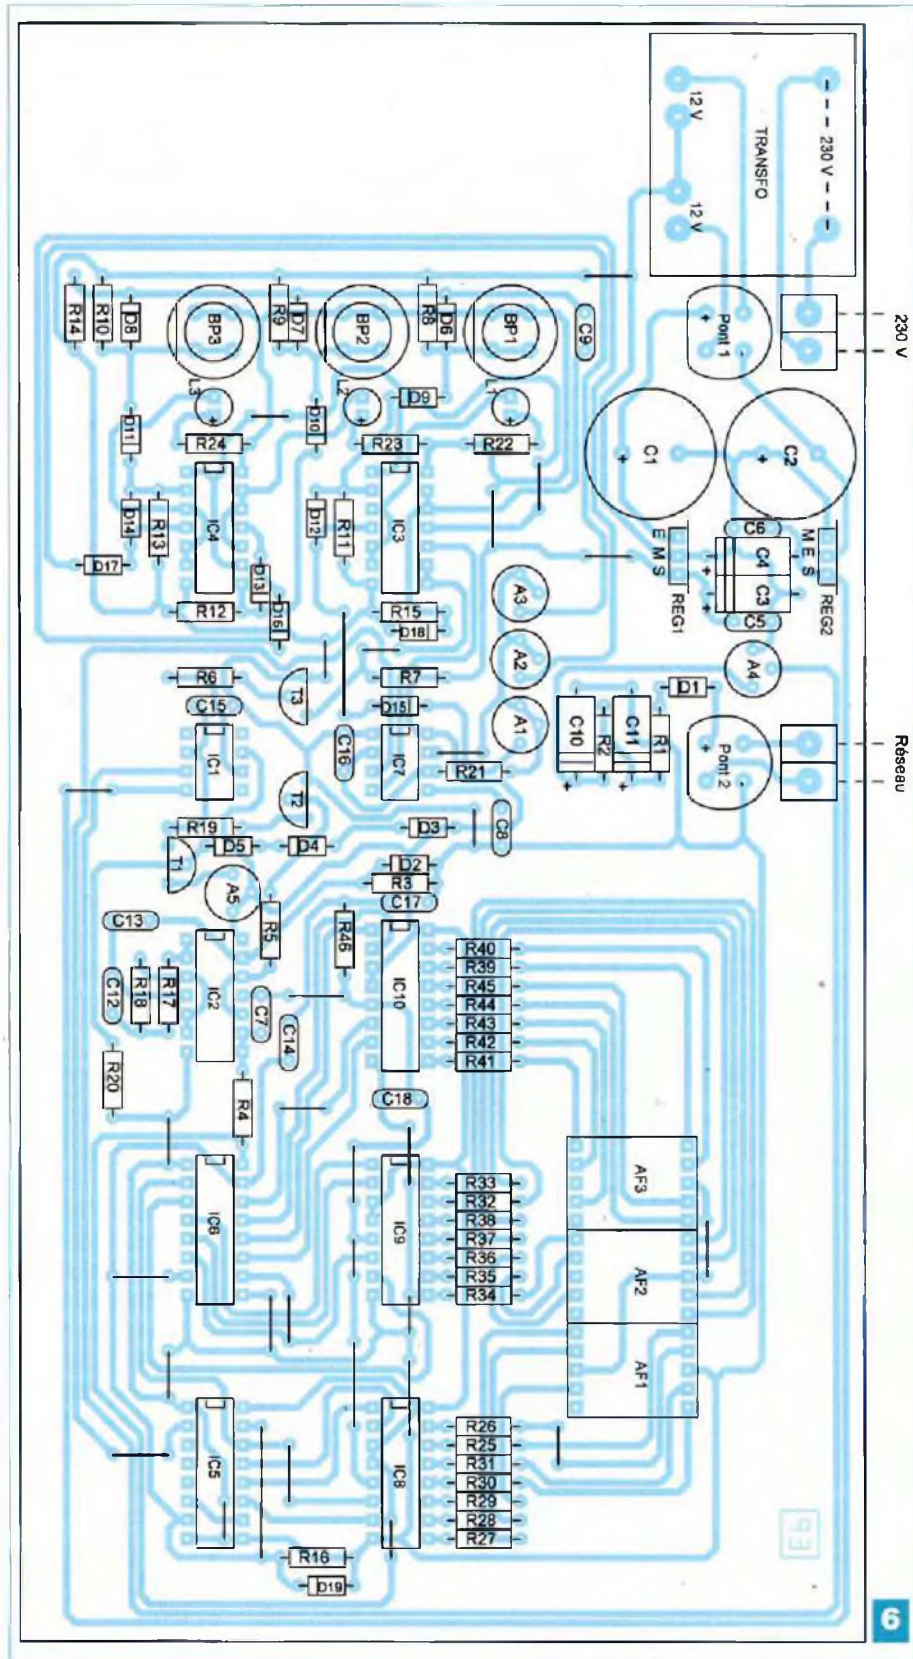 230 V
Réseau
12 V
12 V
TRANSFO
--- 230 V ---
R14
R10
D8
BP3
R9
D7
BP2
R8
D6
BP1
C9
+ Pont 1 -
L3
+
L2
+
D9
L1
+
D11
D10
C1
+
C2
+
R24
R23
R22
D14
R13
IC4
D12
R11
IC3
E M S
REG1
C6
C4
+
C3
+
C5
M E S
REG2
D17
D13
D16
R12
R15
D18
A3
A2
A1
A4
R6
C15
T3
R7
D15
D1
C10
+
R2
C11
+
R1
+ Pont 2 -
IC1
C16
IC7
R21
T2
R19
D5
D4
D3
C8
T1
A5
D2
R3
C17
C13
R5
R46
C12
R18
R17
IC2
C7
C14
IC10
R40
R39
R45
R44
R43
R42
R41
R20
R4
C18
IC6
IC9
R33
R32
R38
R37
R36
R35
R34
AF3
AF2
AF1
IC5
IC8
R26
R25
R31
R30
R29
R28
R27
R16
D19
6